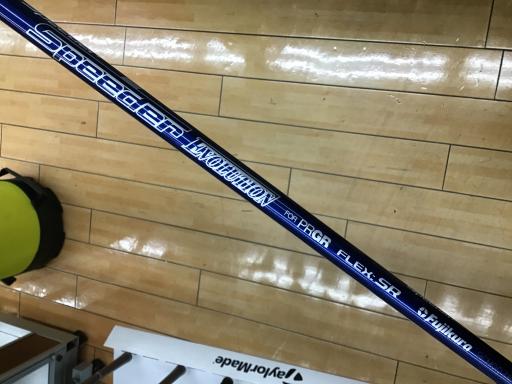 Speeder EVOLUTION FOR PRGR FLEX: SR Fujikura
TaylorMade